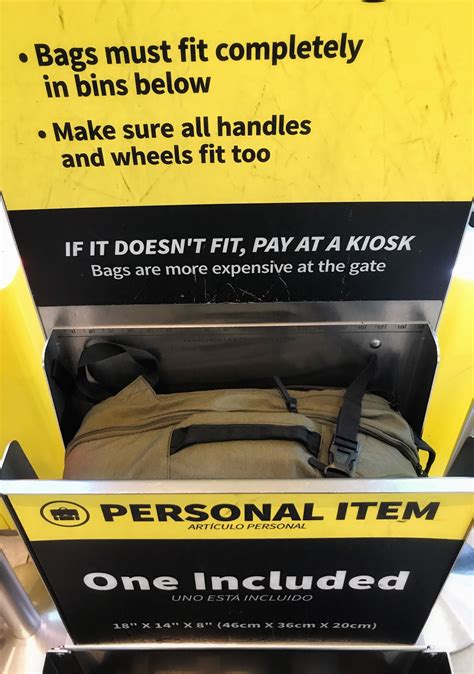 • Bags must fit completely
in bins below
• Make sure all handles
and wheels fit too
IF IT DOESN'T FIT, PAY AT A KIOSK
Bags are more expensive at the gate
PERSONAL ITEM
ARTÍCULO PERSONAL
One Included
UNO ESTÁ INCLUIDO
18" X 14" X 8" (46cm X 36cm X 20cm)